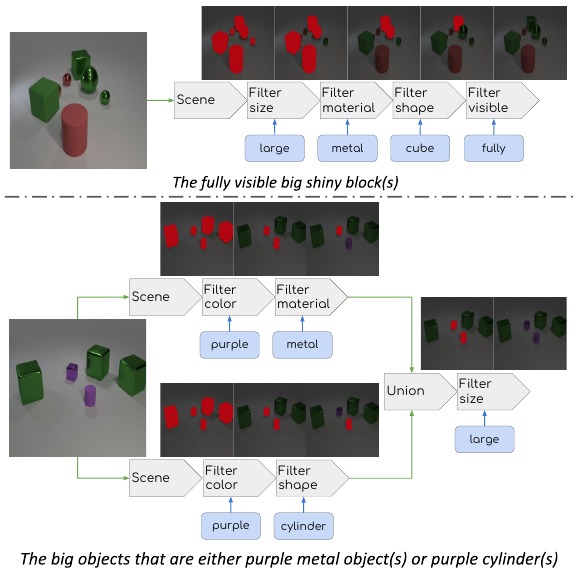 Scene
Filter size
Filter material
Filter shape
Filter visible
large
metal
cube
fully
The fully visible big shiny block(s)
Scene
Filter color
Filter material
purple
metal
Union
Filter size
large
Scene
Filter color
Filter shape
purple
cylinder
The big objects that are either purple metal object(s) or purple cylinder(s)